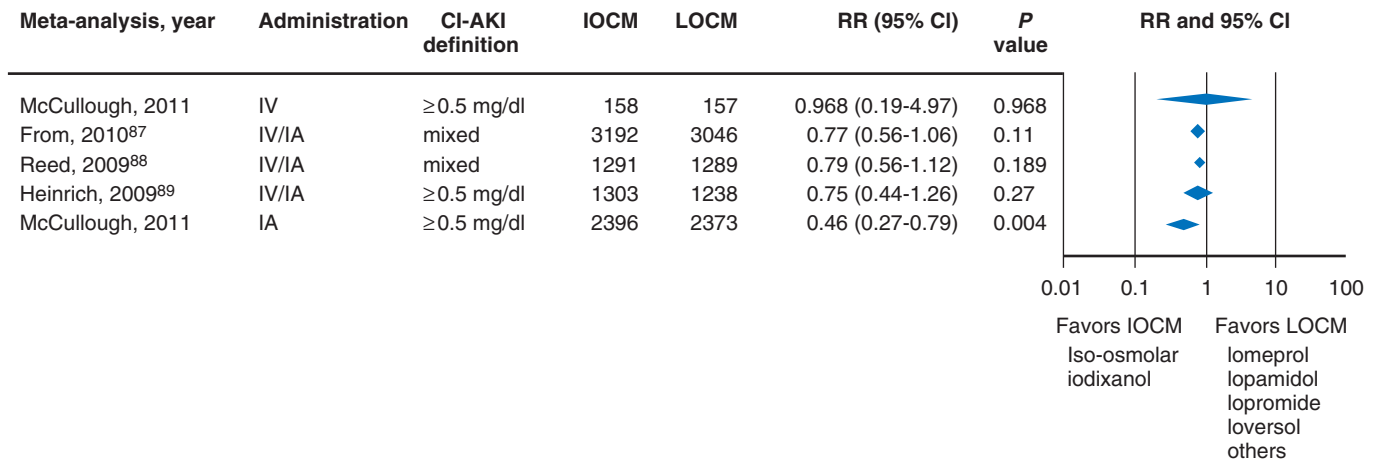 Meta-analysis, year Administration CI-AKI definition IOCM LOCM RR (95% CI) P value RR and 95% CI
McCullough, 2011 IV ≥0.5 mg/dl 158 157 0.968 (0.19-4.97) 0.968
From, 201087 IV/IA mixed 3192 3046 0.77 (0.56-1.06) 0.11
Reed, 200988 IV/IA mixed 1291 1289 0.79 (0.56-1.12) 0.189
Heinrich, 200989 IV/IA ≥0.5 mg/dl 1303 1238 0.75 (0.44-1.26) 0.27
McCullough, 2011 IA ≥0.5 mg/dl 2396 2373 0.46 (0.27-0.79) 0.004
0.01 0.1 1 10 100
Favors IOCM Favors LOCM
Iso-osmolar lomeprol
iodixanol lopamidol
lopromide
loversol
others